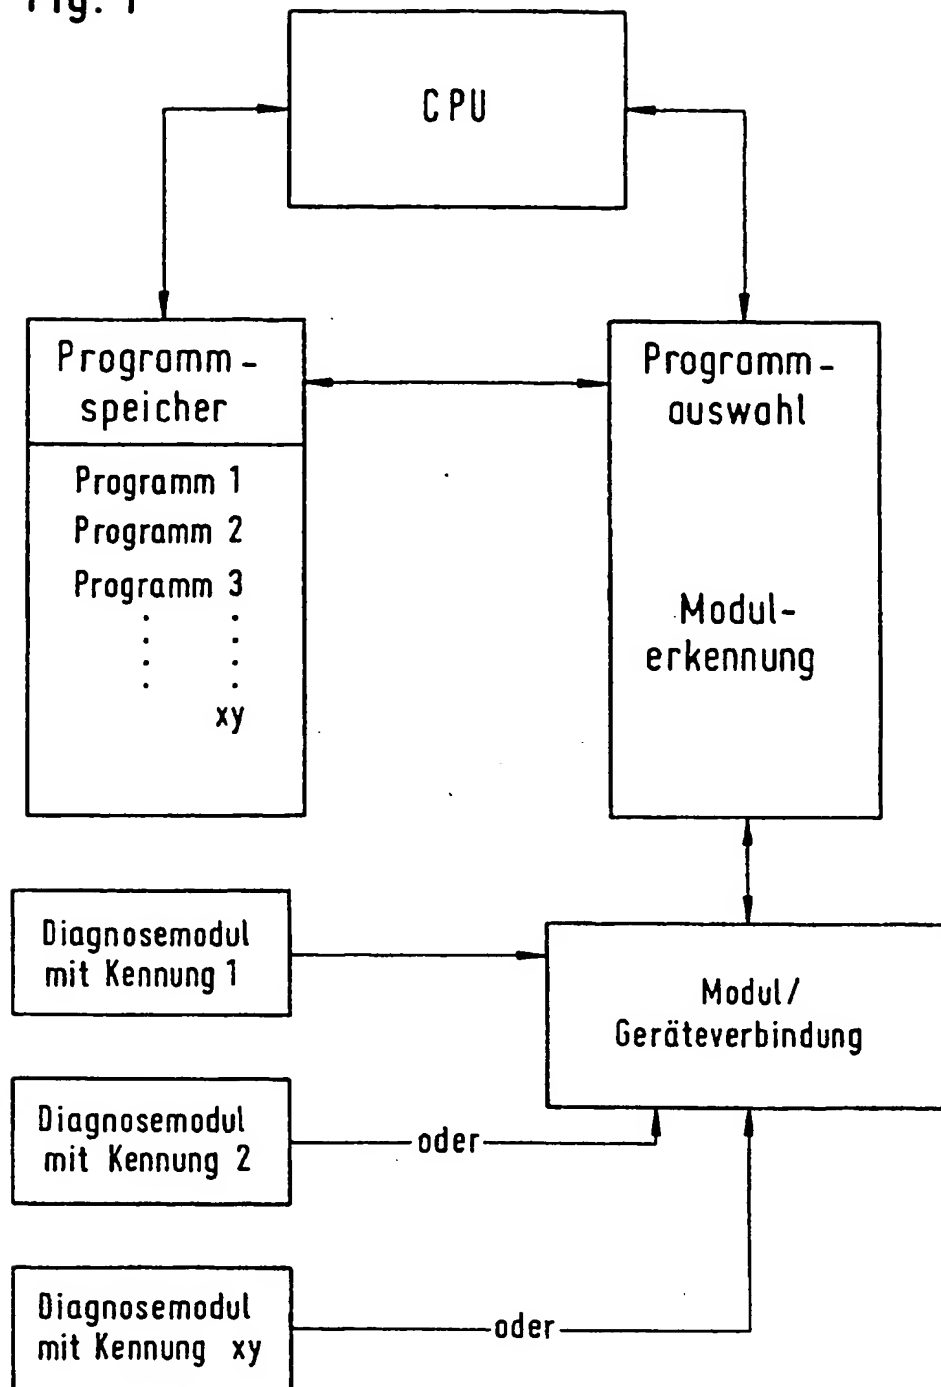 Fig. 1
CPU
Programm-
speicher
Programm 1
Programm 2
Programm 3
xy
Programm-
auswahl
Modul-
erkennung
Diagnosemodul
mit Kennung 1
Modul/
Geräteverbindung
Diagnosemodul
mit Kennung 2
oder
Diagnosemodul
mit Kennung xy
oder